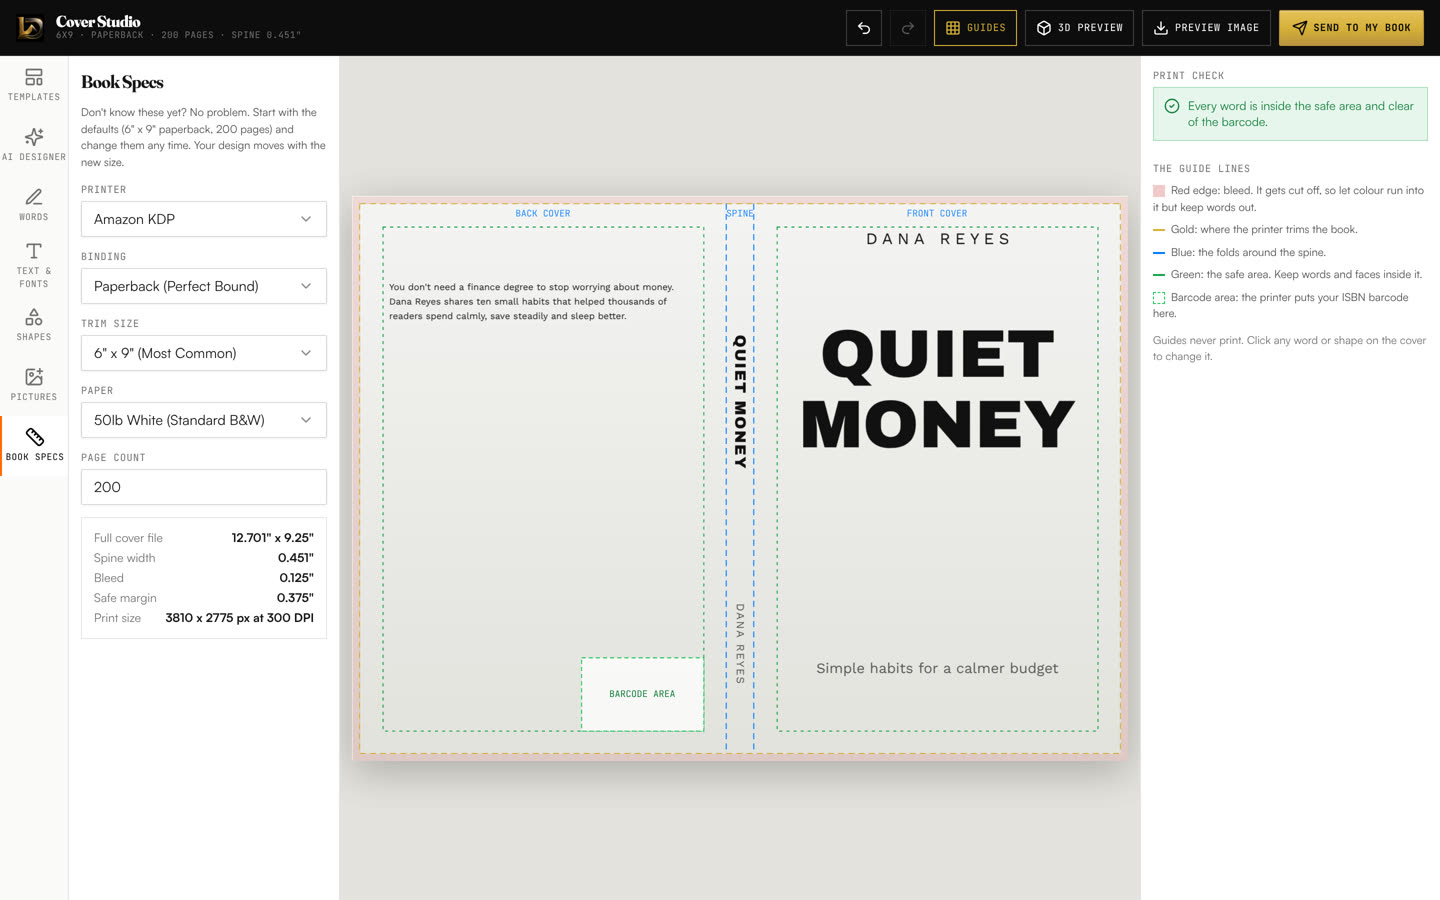 Cover Studio
6X9 · PAPERBACK · 200 PAGES · SPINE 0.451"
GUIDES
3D PREVIEW
PREVIEW IMAGE
SEND TO MY BOOK
TEMPLATES
AI DESIGNER
WORDS
TEXT &
FONTS
SHAPES
PICTURES
BOOK SPECS
Book Specs
Don't know these yet? No problem. Start with the
defaults (6" x 9" paperback, 200 pages) and
change them any time. Your design moves with the
new size.
PRINTER
Amazon KDP
BINDING
Paperback (Perfect Bound)
TRIM SIZE
6" x 9" (Most Common)
PAPER
50lb White (Standard B&W)
PAGE COUNT
200
Full cover file 12.701" x 9.25"
Spine width 0.451"
Bleed 0.125"
Safe margin 0.375"
Print size 3810 x 2775 px at 300 DPI
BACK COVER
You don't need a finance degree to stop worrying about money.
Dana Reyes shares ten small habits that helped thousands of
readers spend calmly, save steadily and sleep better.
BARCODE AREA
SPINE
QUIET MONEY
DANA REYES
FRONT COVER
DANA REYES
QUIET
MONEY
Simple habits for a calmer budget
PRINT CHECK
Every word is inside the safe area and clear
of the barcode.
THE GUIDE LINES
Red edge: bleed. It gets cut off, so let colour run into
it but keep words out.
Gold: where the printer trims the book.
Blue: the folds around the spine.
Green: the safe area. Keep words and faces inside it.
Barcode area: the printer puts your ISBN barcode
here.
Guides never print. Click any word or shape on the cover
to change it.